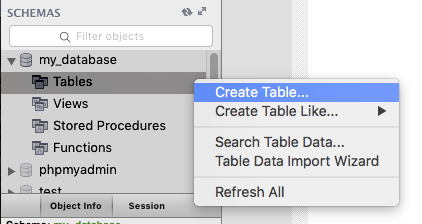 SCHEMAS
Filter objects
my_database
Tables
Views
Stored Procedures
Functions
phpmyadmin
test
Create Table...
Create Table Like...
Search Table Data...
Table Data Import Wizard
Refresh All
Object Info
Session
Schema: my_database